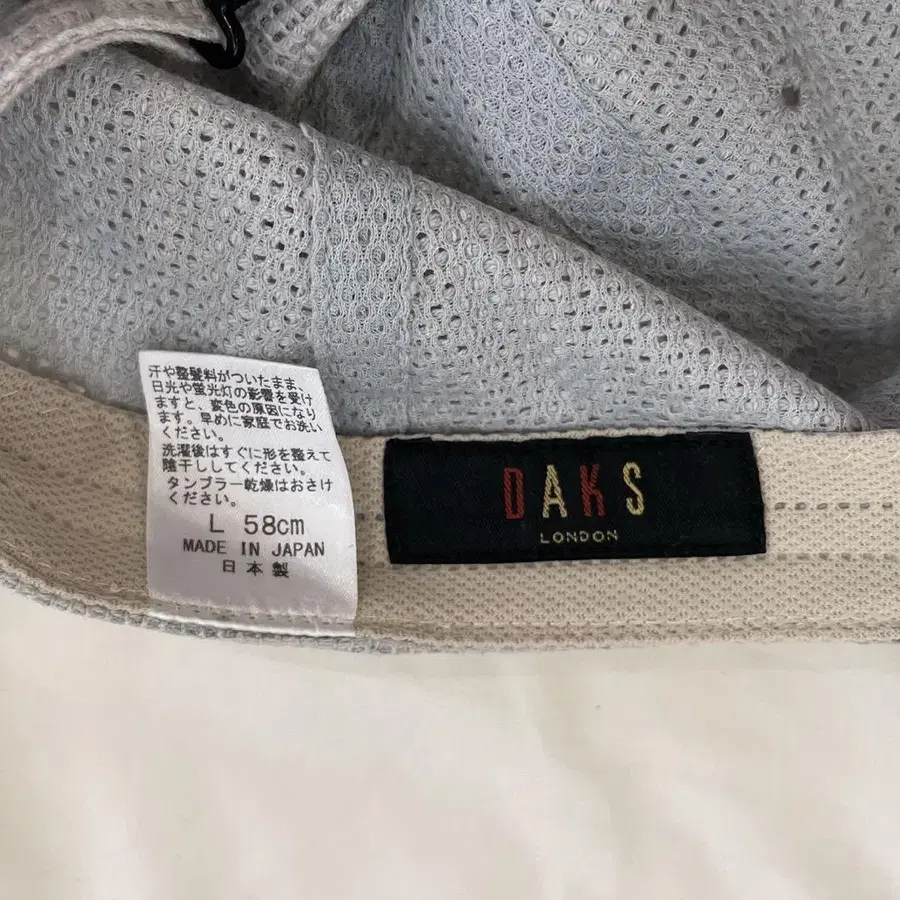 汗や整髪料がついたまま、
日光や蛍光灯の影響を受け
ますと、変色の原因になり
ます。早めに家庭でお洗い
ください。
洗濯後はすぐに形を整えて
陰干ししてください。
タンブラー乾燥はおさけ
ください。
L 58cm
MADE IN JAPAN
日本製
DAKS
LONDON